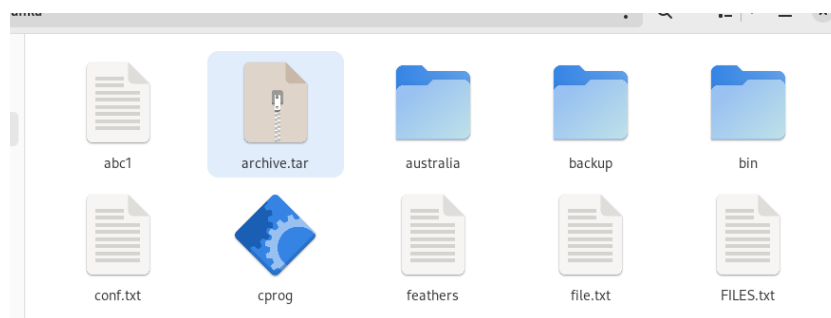 abc1
archive.tar
australia
backup
bin
conf.txt
cprog
feathers
file.txt
FILES.txt